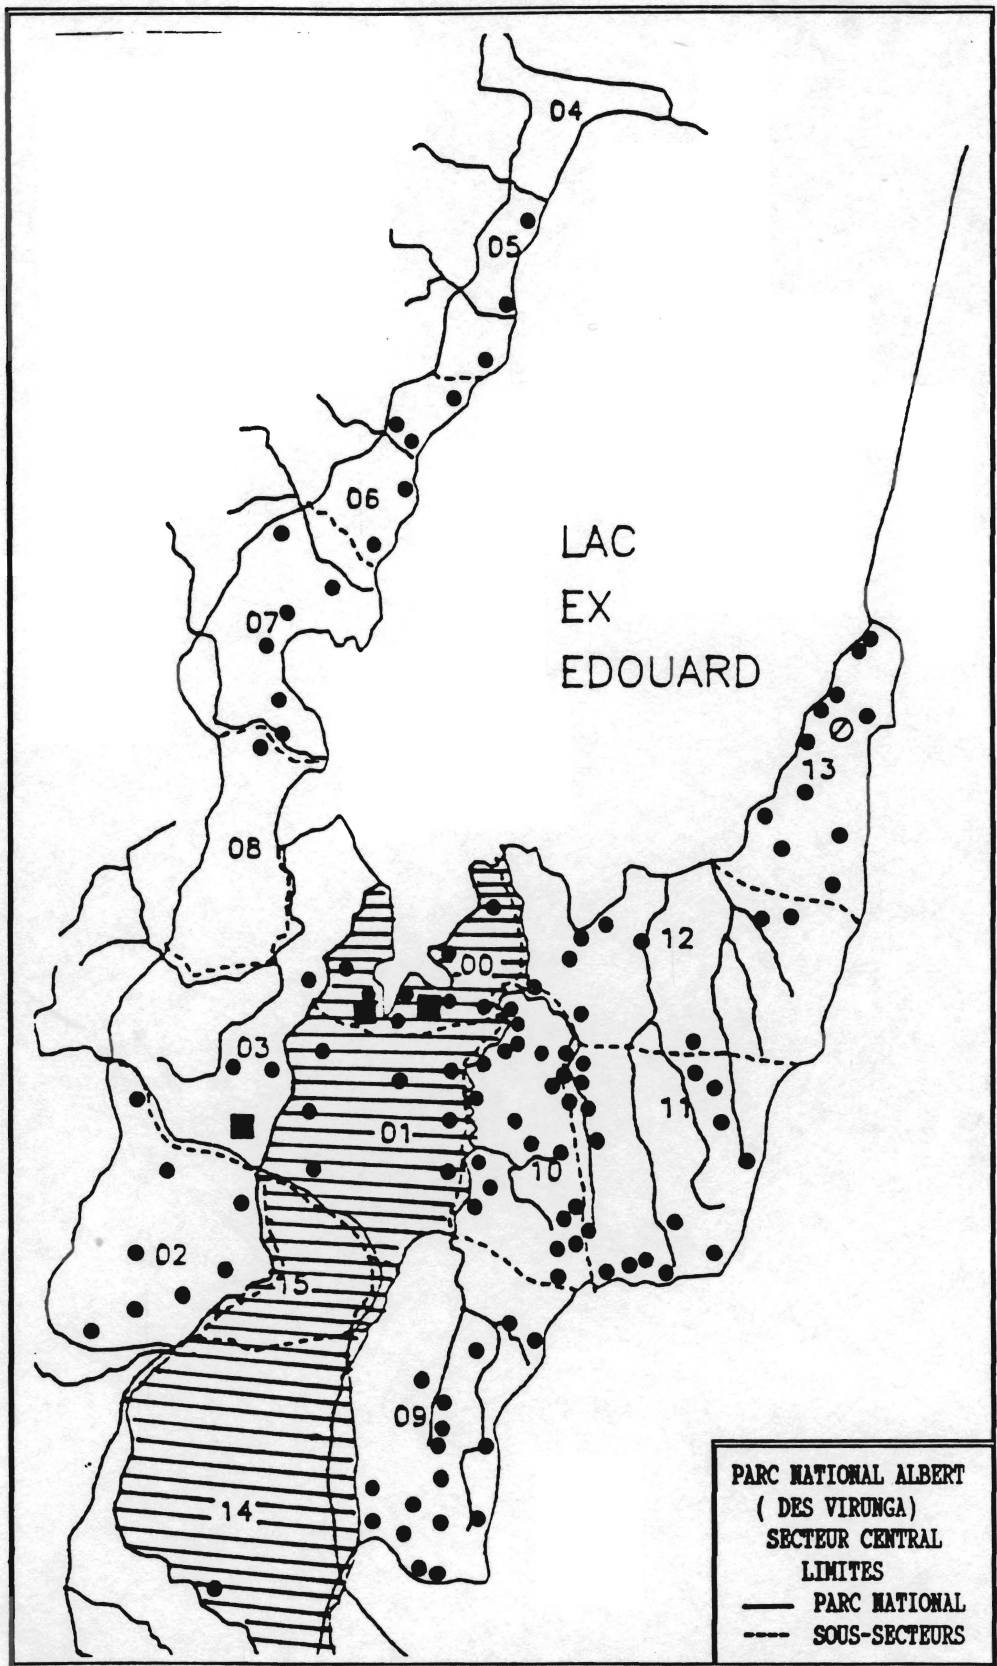 04
05
06
LAC
EX
EDOUARD
07
13
08
12
00
03
11
01
10
02
15
09
14
PARC NATIONAL ALBERT
( DES VIRUNGA)
SECTEUR CENTRAL
LIMITES
PARC NATIONAL
SOUS-SECTEURS